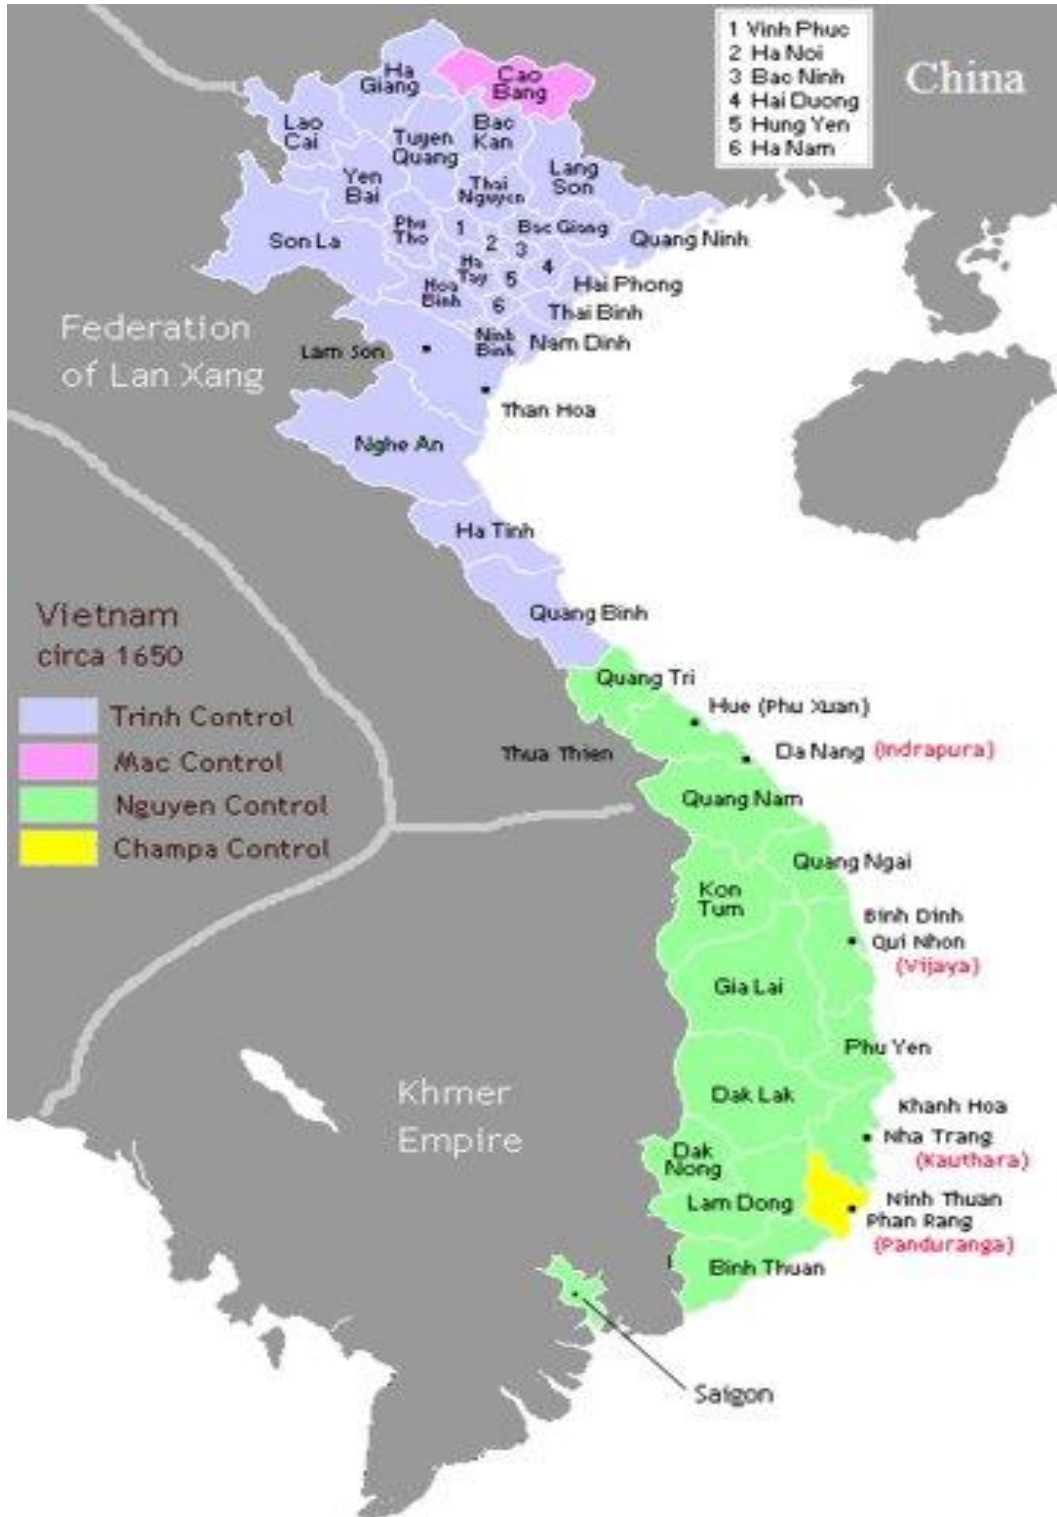 1 Vinh Phuc
2 Ha Noi
3 Bac Ninh
4 Hai Duong
5 Hung Yen
6 Ha Nam
China
Ha
Giang
Cao
Bang
Lao
Cai
Tuyen
Quang
Bac
Kan
Lang
Son
Yen
Bai
Thai
Nguyen
Son La
Phu
Tho
1
2
3
Bac Giang
Quang Ninh
Ha
Tay
4
5
Hai Phong
Hoa
Binh
6
Thai Binh
Federation
of Lan Xang
Lam Son
Ninh
Binh
Nam Dinh
Than Hoa
Nghe An
Ha Tinh
Quang Binh
Vietnam
circa 1650
Trinh Control
Mac Control
Nguyen Control
Champa Control
Quang Tri
Hue (Phu Xuan)
Thua Thien
Da Nang (Indrapura)
Quang Nam
Quang Ngai
Kon
Tum
Binh Dinh
Qui Nhon
(Vijaya)
Gia Lai
Phu Yen
Dak Lak
Khanh Hoa
Nha Trang
(Kauthara)
Khmer
Empire
Dak
Nong
Lam Dong
Ninh Thuan
Phan Rang
(Panduranga)
Binh Thuan
Saigon